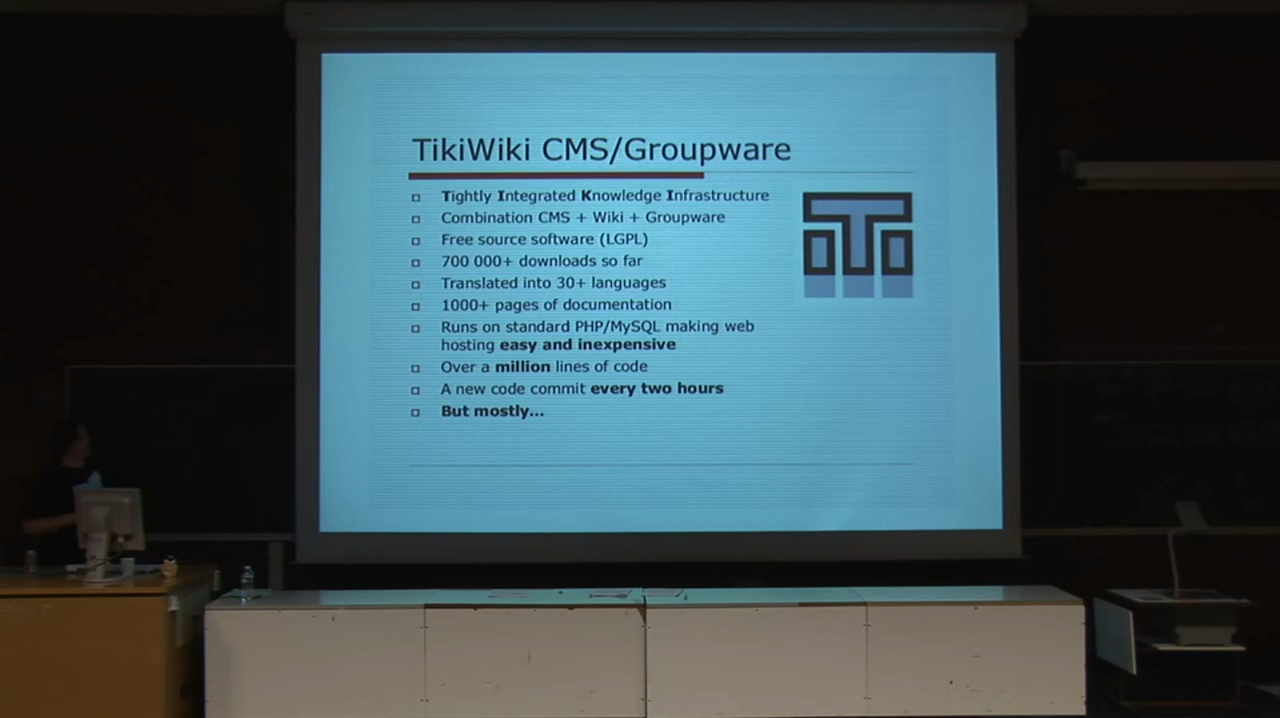 TikiWiki CMS/Groupware
Tightly Integrated Knowledge Infrastructure
Combination CMS + Wiki + Groupware
Free source software (LGPL)
700 000+ downloads so far
Translated into 30+ languages
1000+ pages of documentation
Runs on standard PHP/MySQL making web
hosting easy and inexpensive
Over a million lines of code
A new code commit every two hours
But mostly...